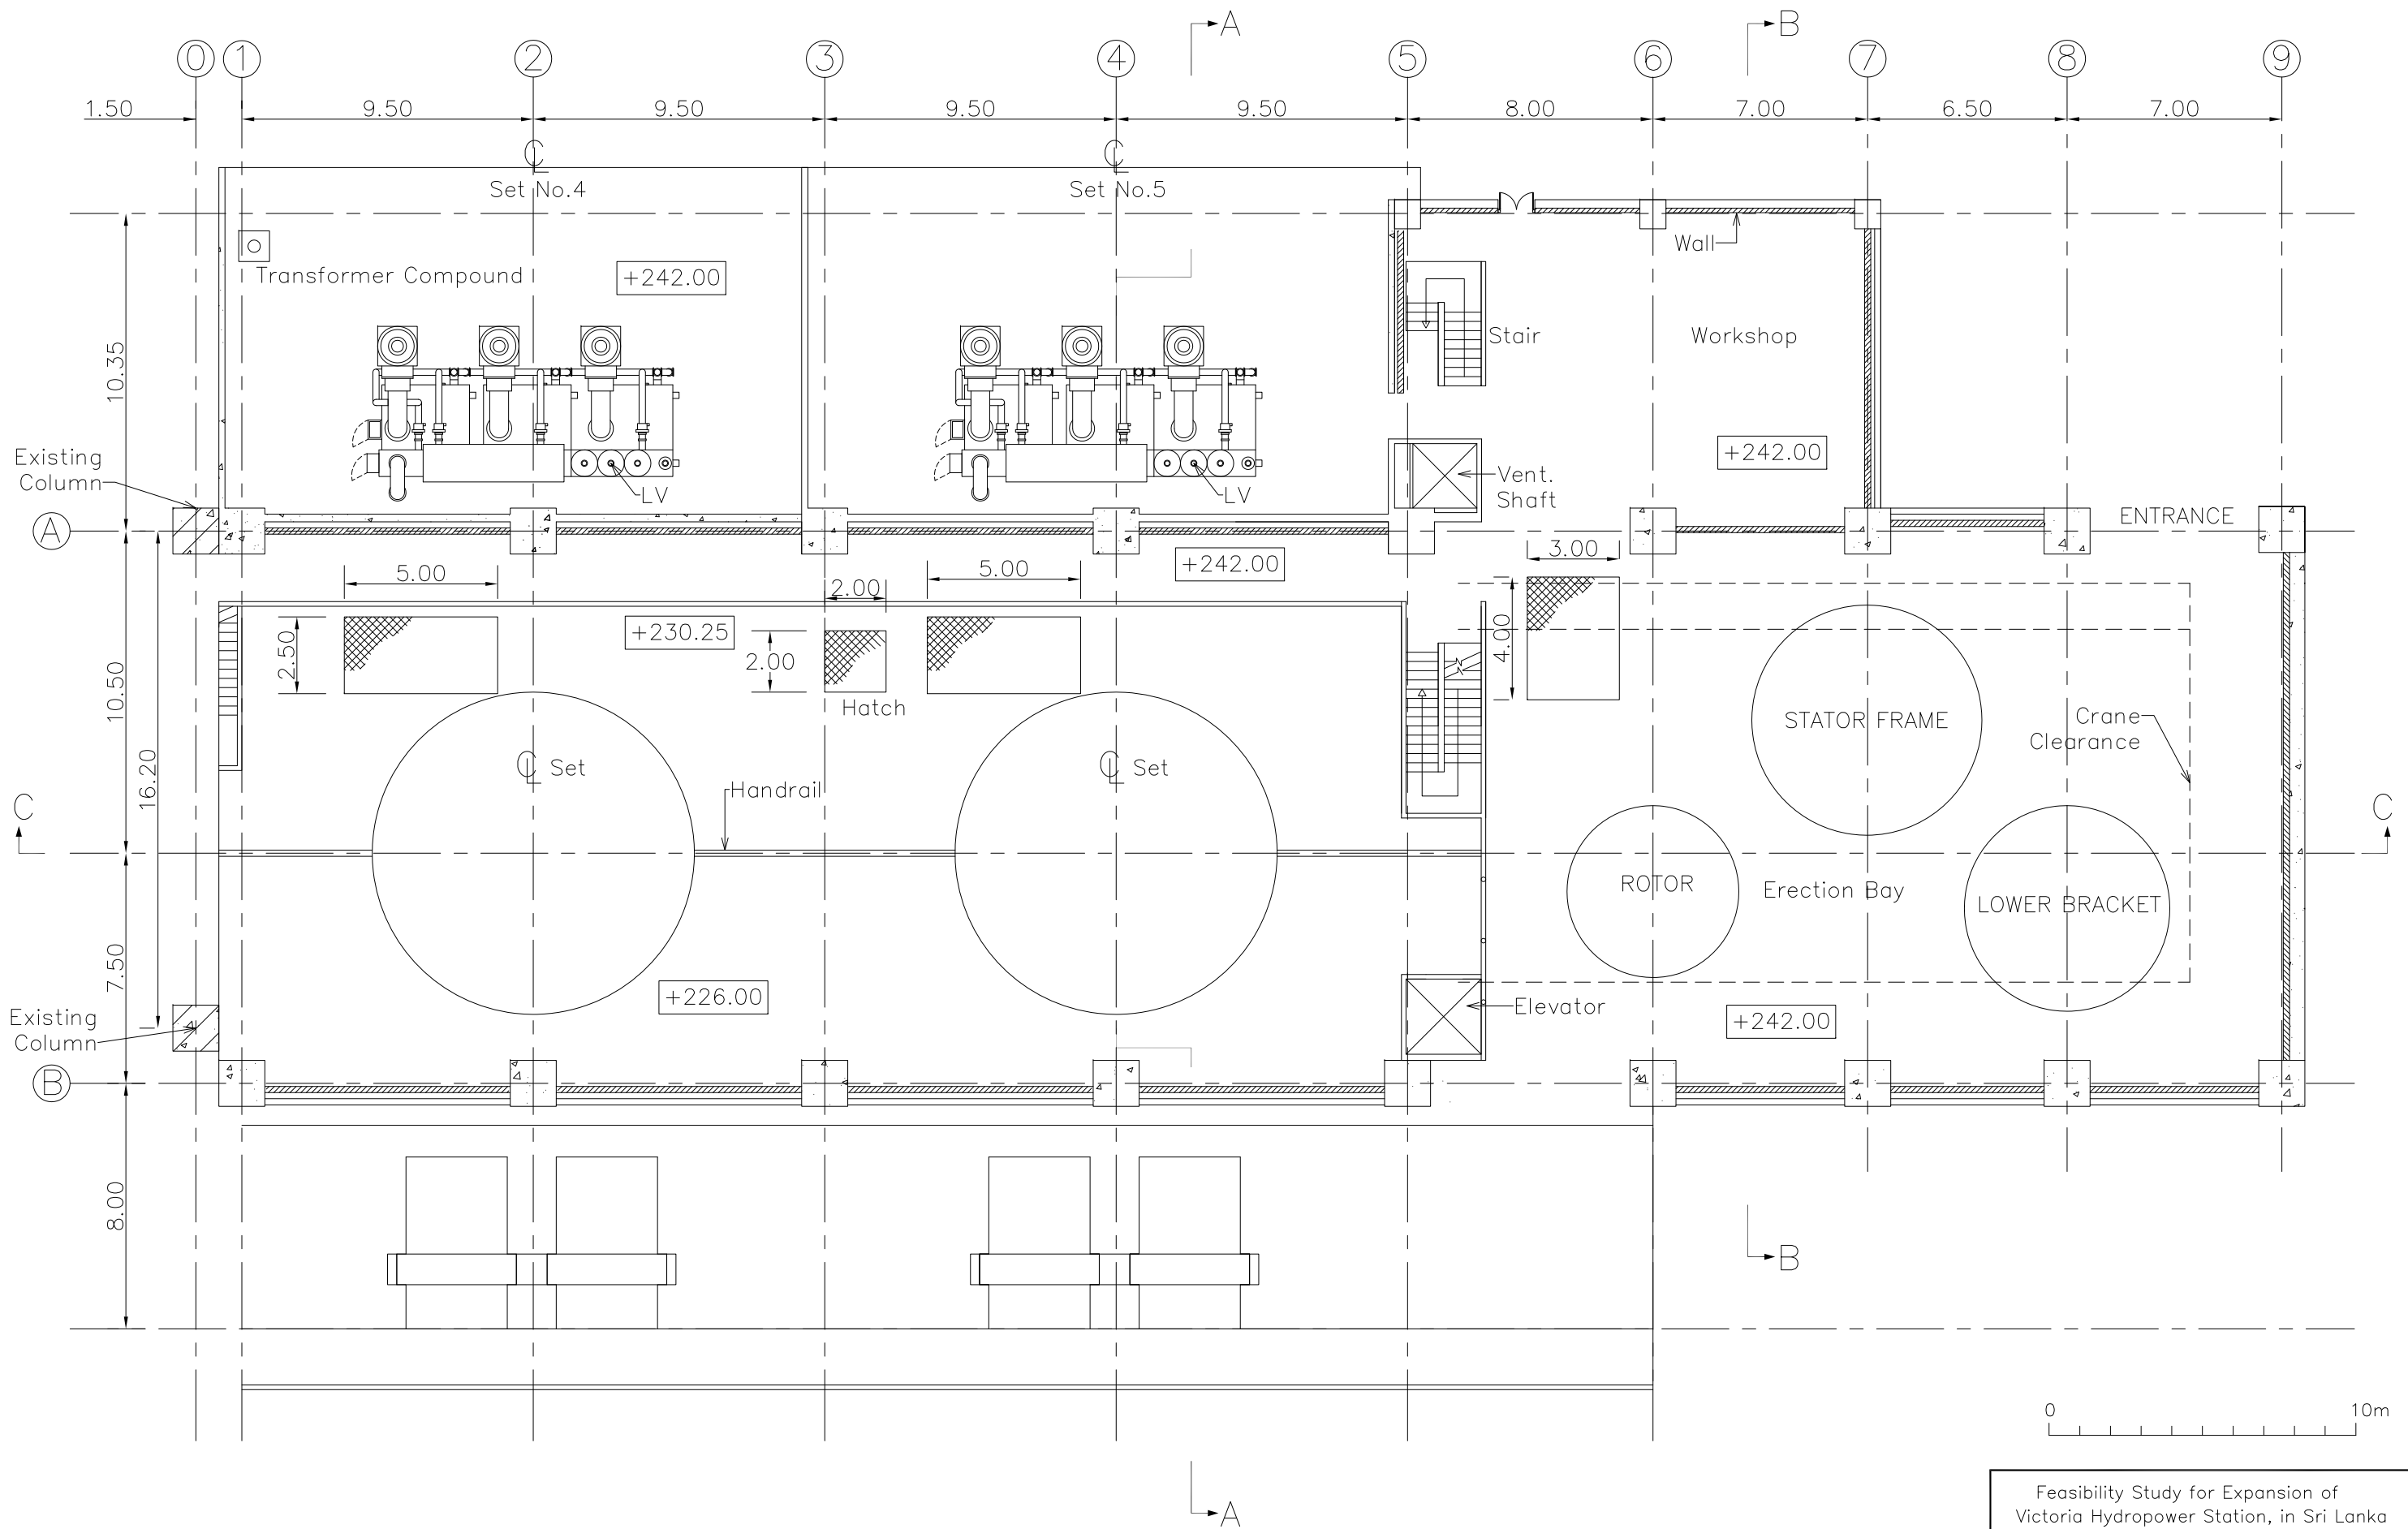 A
B
0
1
2
3
4
5
6
7
8
9
1.50
9.50
9.50
9.50
9.50
8.00
7.00
6.50
7.00
℄
Set No.4
℄
Set No.5
Wall
Transformer Compound
+242.00
Stair
Workshop
10.35
Existing
Column
LV
LV
Vent.
Shaft
+242.00
A
ENTRANCE
+242.00
3.00
5.00
2.00
5.00
+230.25
2.50
2.00
4.00
Hatch
10.50
STATOR FRAME
Crane
Clearance
℄ Set
℄ Set
16.20
Handrail
C
C
ROTOR
Erection Bay
LOWER BRACKET
7.50
+226.00
Existing
Column
Elevator
+242.00
B
8.00
B
0
10m
A
Feasibility Study for Expansion of
Victoria Hydropower Station, in Sri Lanka